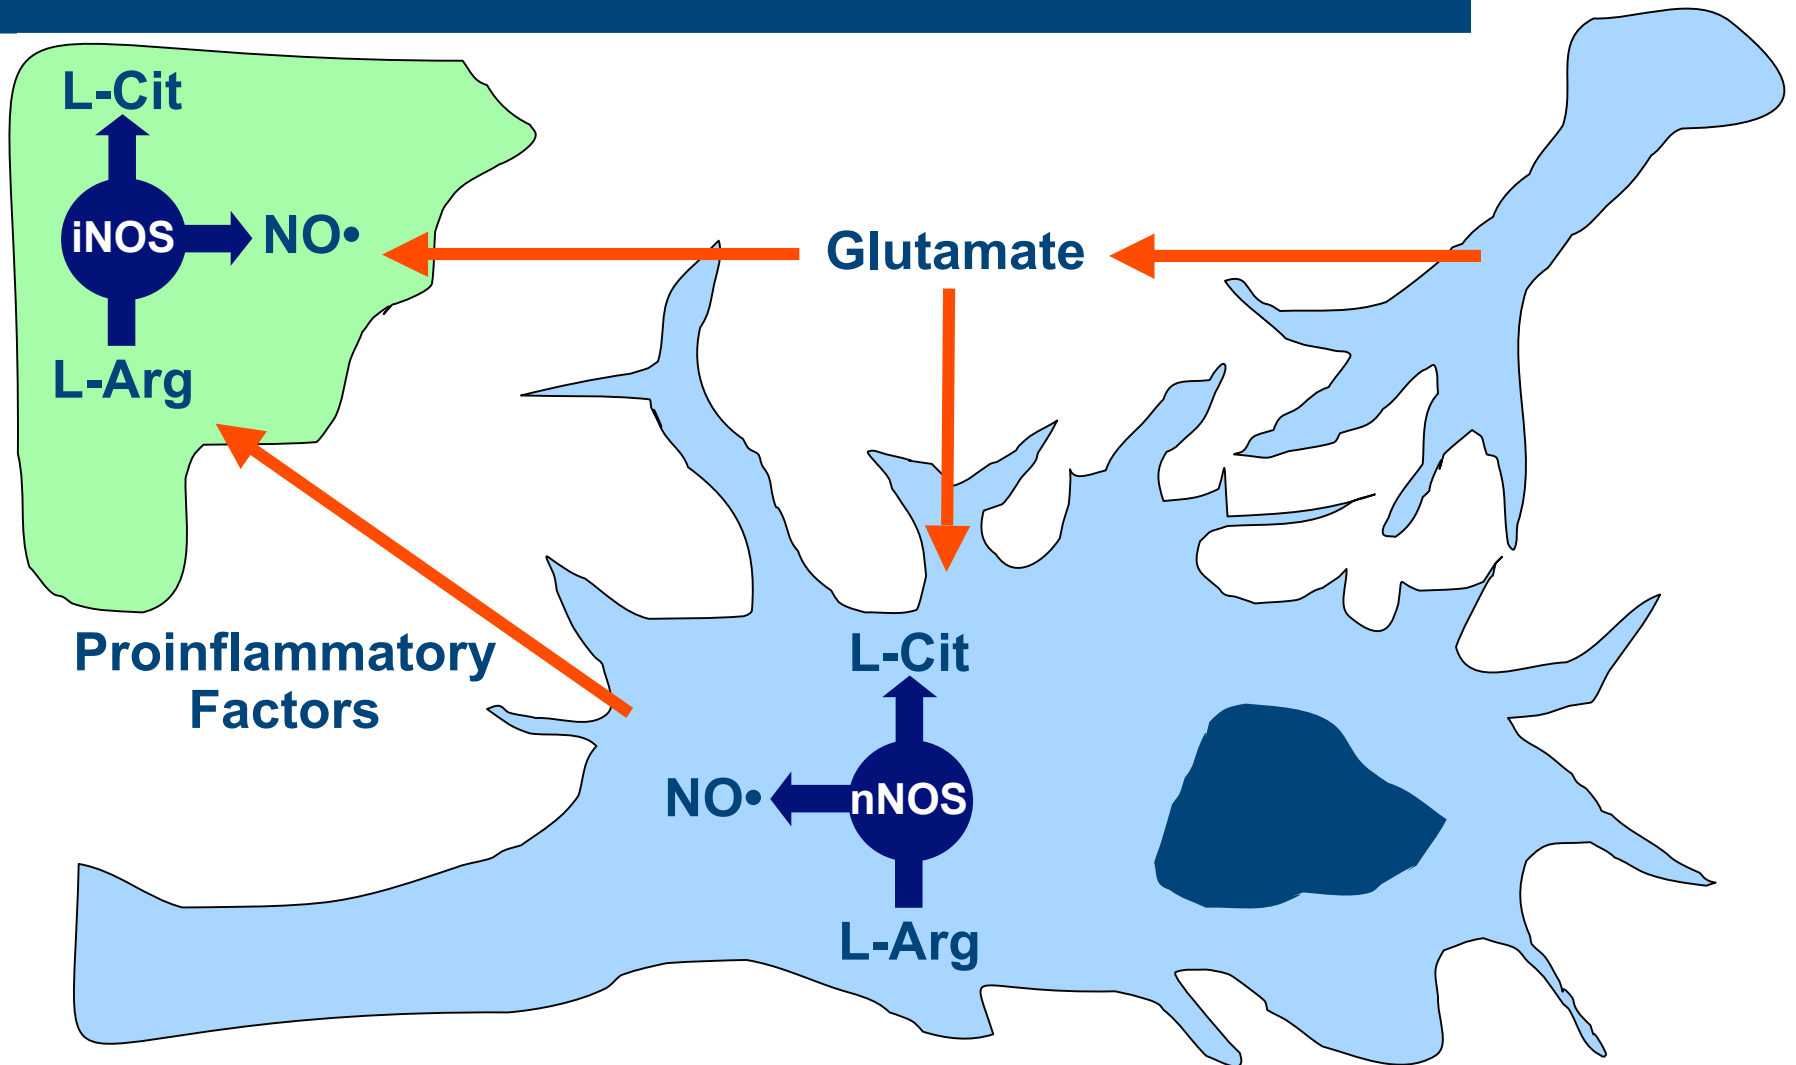 L-Cit
iNOS
NO•
L-Arg
Glutamate
Proinflammatory
Factors
L-Cit
NO•
nNOS
L-Arg